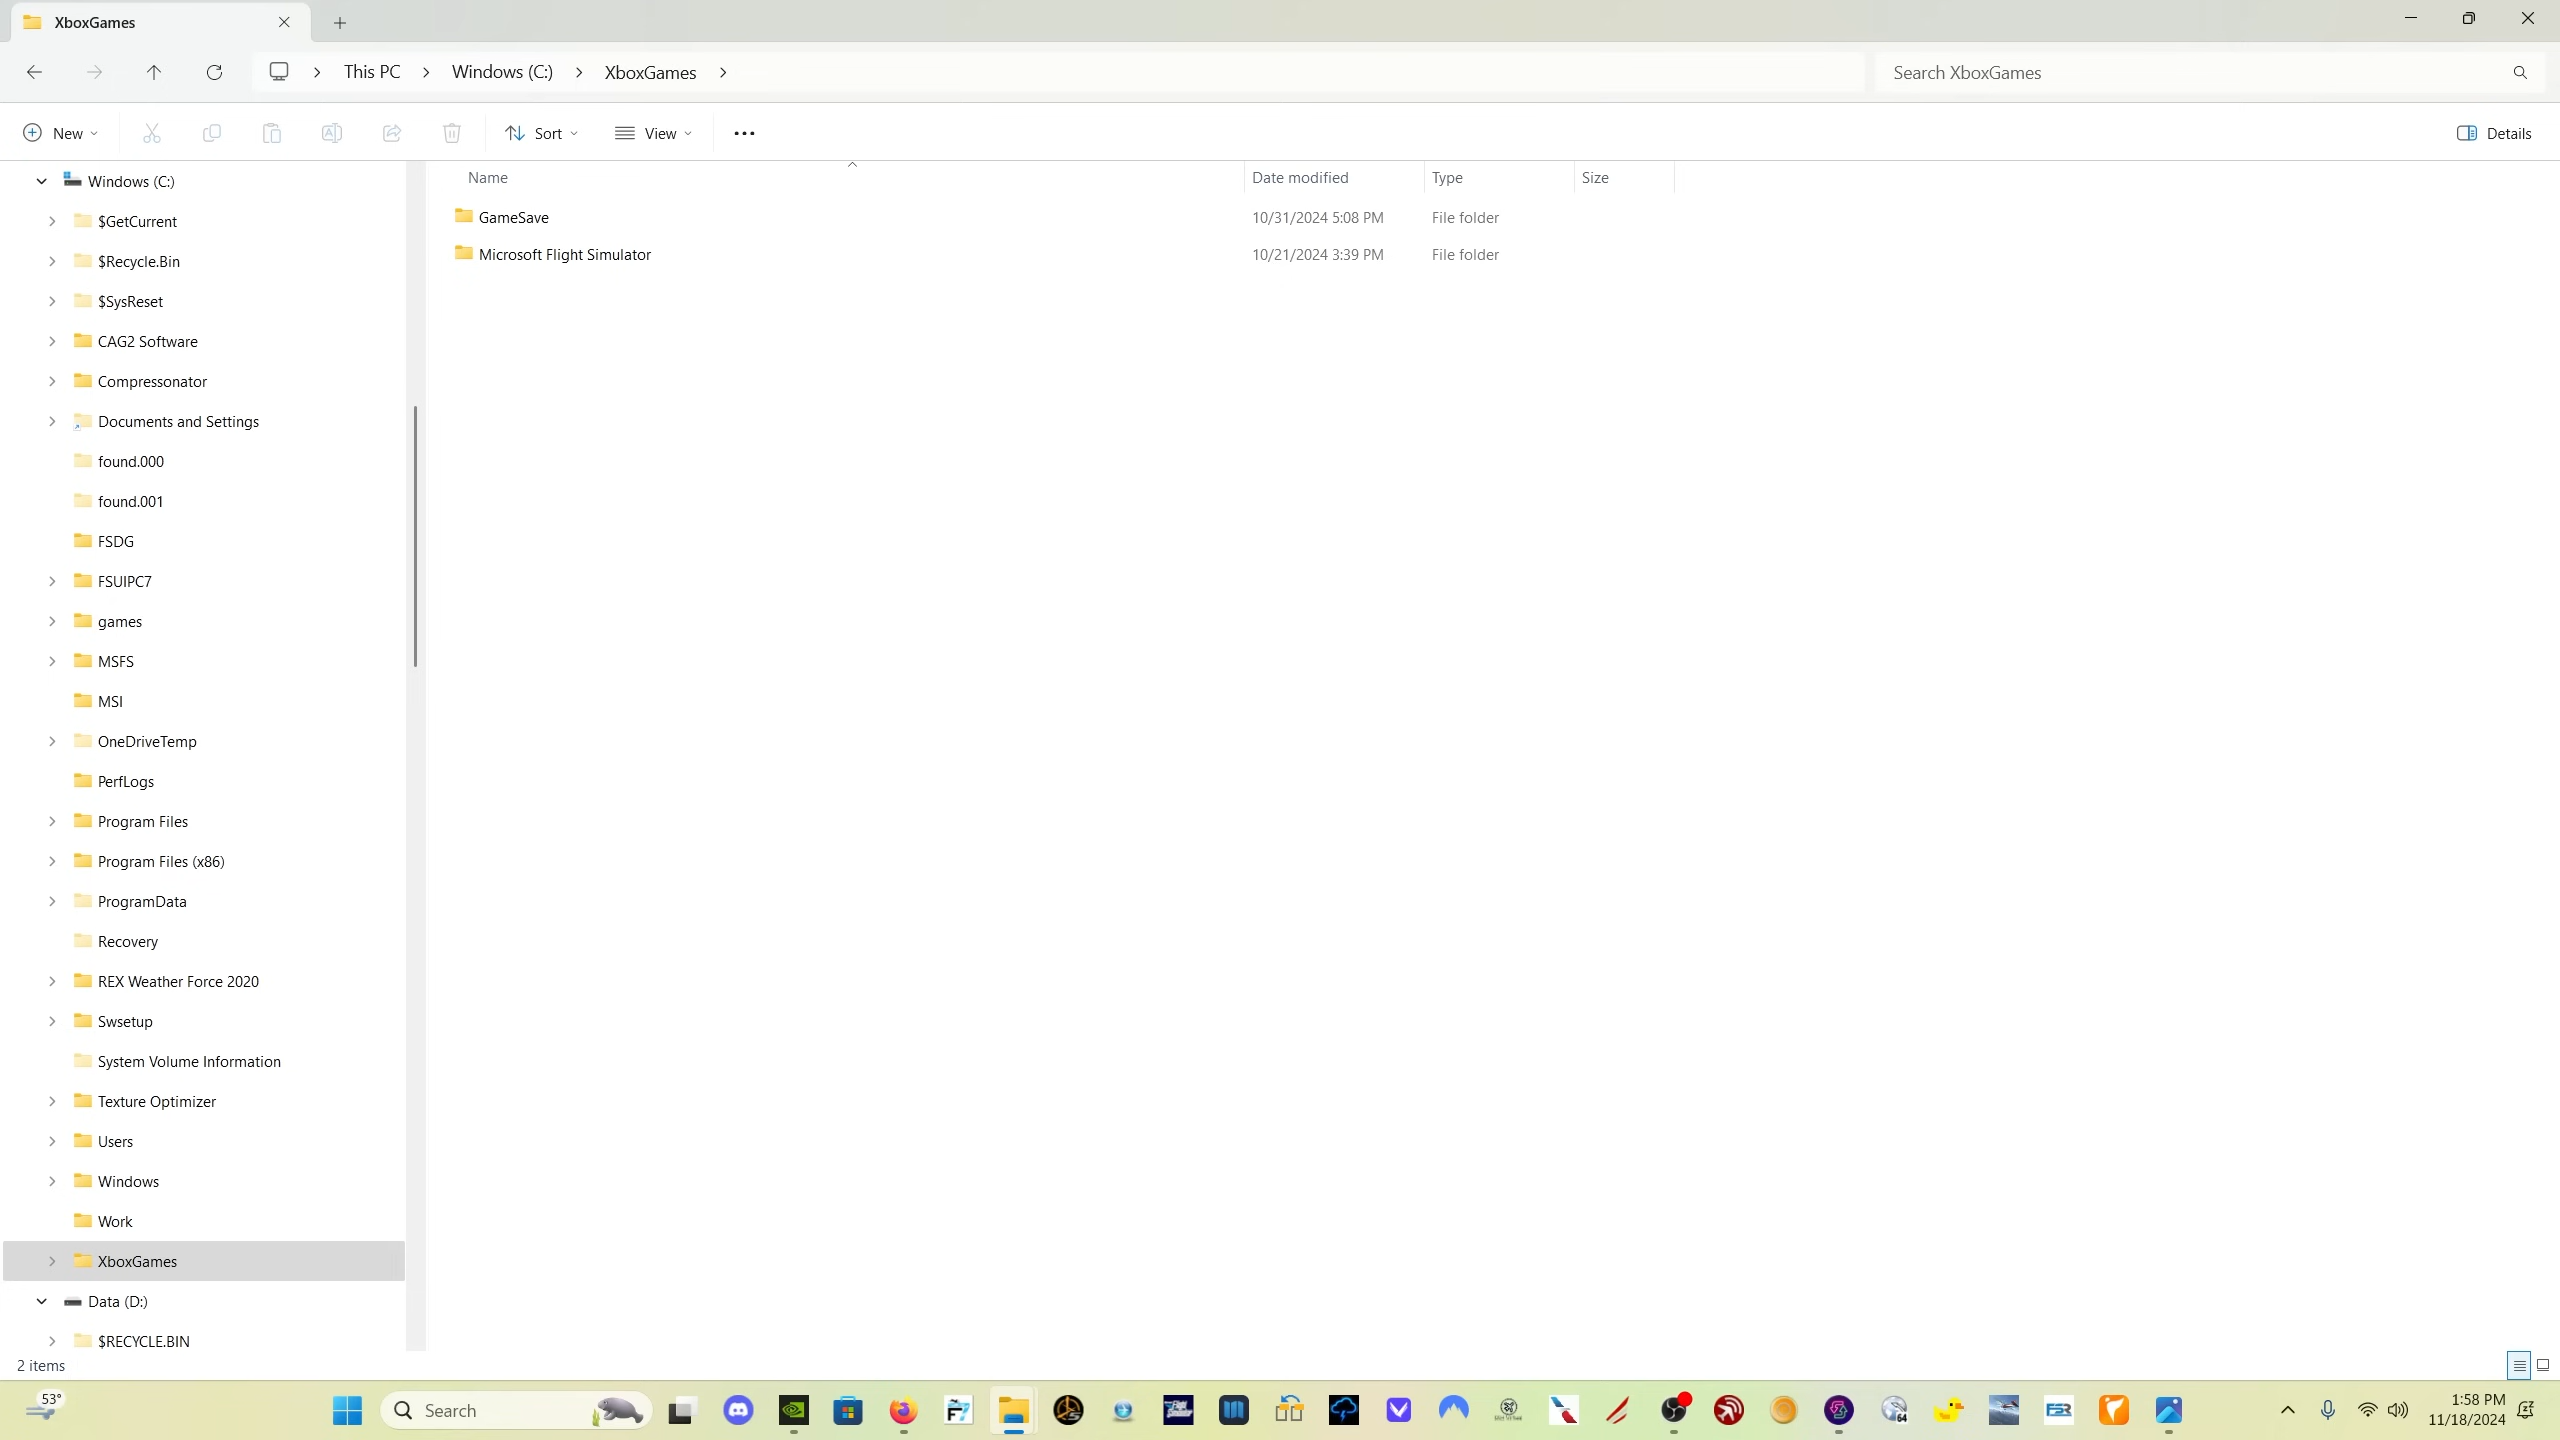 XboxGames
This PC
Windows (C:)
XboxGames
Search XboxGames
New
Sort
View
Details
Windows (C:)
$GetCurrent
$Recycle.Bin
$SysReset
CAG2 Software
Compressonator
Documents and Settings
found.000
found.001
FSDG
FSUIPC7
games
MSFS
MSI
OneDriveTemp
PerfLogs
Program Files
Program Files (x86)
ProgramData
Recovery
REX Weather Force 2020
Swsetup
System Volume Information
Texture Optimizer
Users
Windows
Work
XboxGames
Data (D:)
$RECYCLE.BIN
Name Date modified Type Size
GameSave 10/31/2024 5:08 PM File folder
Microsoft Flight Simulator 10/21/2024 3:39 PM File folder
2 items
53°
Search
F7
64
FSR
1:58 PM
11/18/2024